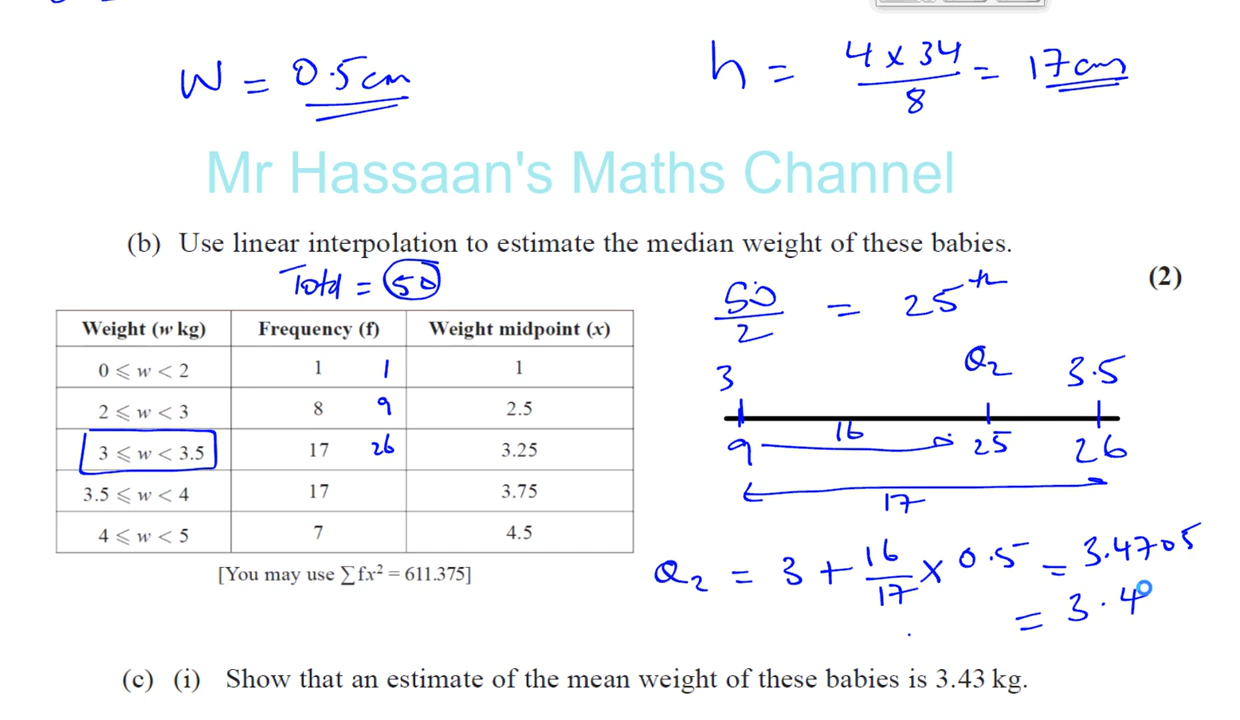 W = 0.5cm
h = 4 x 34 / 8 = 17cm
Mr Hassaan's Maths Channel
(b) Use linear interpolation to estimate the median weight of these babies.
(2)
Total = 50
50/2 = 25th
Weight (w kg) Frequency (f) Weight midpoint (x)
0 ⩽ w < 2 1 1 1
2 ⩽ w < 3 8 9 2.5
3 ⩽ w < 3.5 17 26 3.25
3.5 ⩽ w < 4 17 3.75
4 ⩽ w < 5 7 4.5
[You may use ∑fx² = 611.375]
3 Q2 3.5
16
9 25 26
17
Q2 = 3 + 16/17 x 0.5 = 3.4705
= 3.4
(c) (i) Show that an estimate of the mean weight of these babies is 3.43 kg.